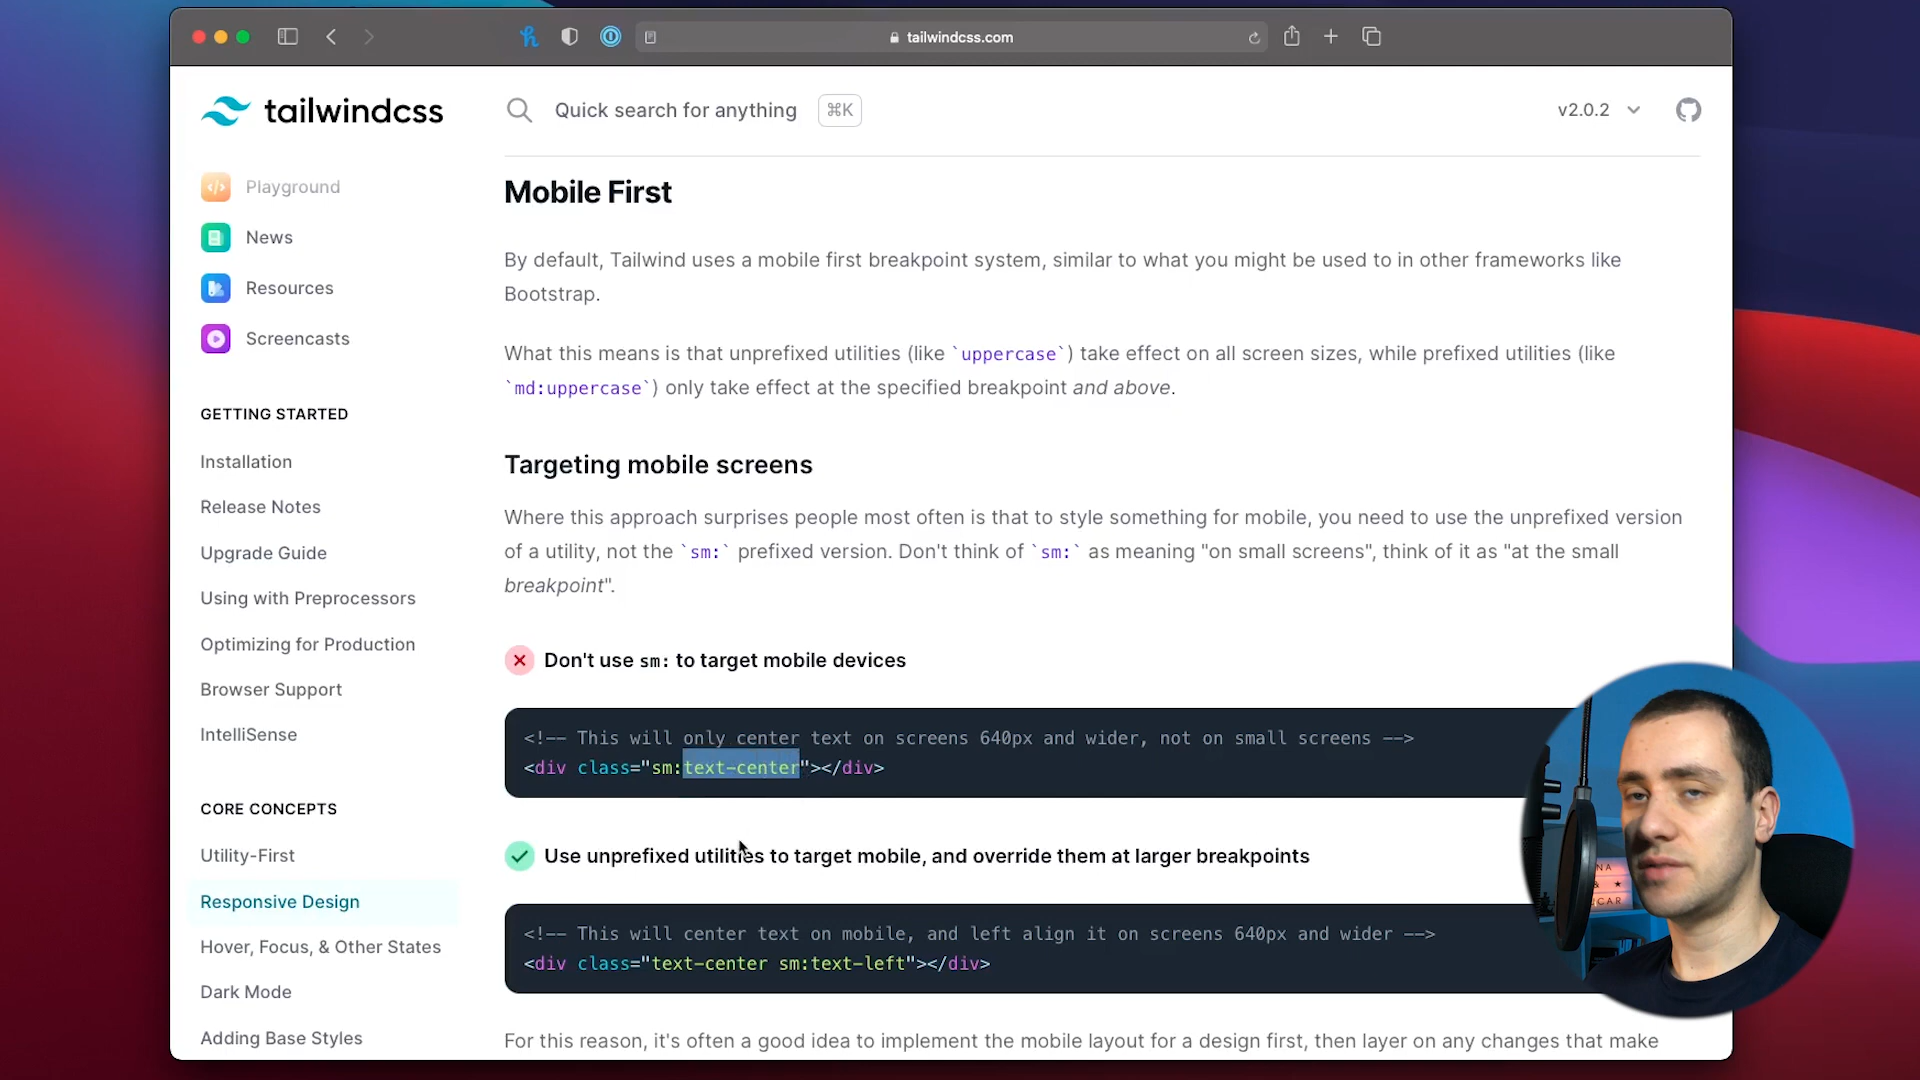 tailwindcss.com
tailwindcss
Quick search for anything
⌘K
v2.0.2
Playground
News
Resources
Screencasts
GETTING STARTED
Installation
Release Notes
Upgrade Guide
Using with Preprocessors
Optimizing for Production
Browser Support
IntelliSense
CORE CONCEPTS
Utility-First
Responsive Design
Hover, Focus, & Other States
Dark Mode
Adding Base Styles
Mobile First
By default, Tailwind uses a mobile first breakpoint system, similar to what you might be used to in other frameworks like
Bootstrap.
What this means is that unprefixed utilities (like `uppercase`) take effect on all screen sizes, while prefixed utilities (like
`md:uppercase`) only take effect at the specified breakpoint and above.
Targeting mobile screens
Where this approach surprises people most often is that to style something for mobile, you need to use the unprefixed version
of a utility, not the `sm:` prefixed version. Don't think of `sm:` as meaning "on small screens", think of it as "at the small
breakpoint".
Don't use sm: to target mobile devices
<!-- This will only center text on screens 640px and wider, not on small screens -->
<div class="sm:text-center"></div>
Use unprefixed utilities to target mobile, and override them at larger breakpoints
<!-- This will center text on mobile, and left align it on screens 640px and wider -->
<div class="text-center sm:text-left"></div>
For this reason, it's often a good idea to implement the mobile layout for a design first, then layer on any changes that make